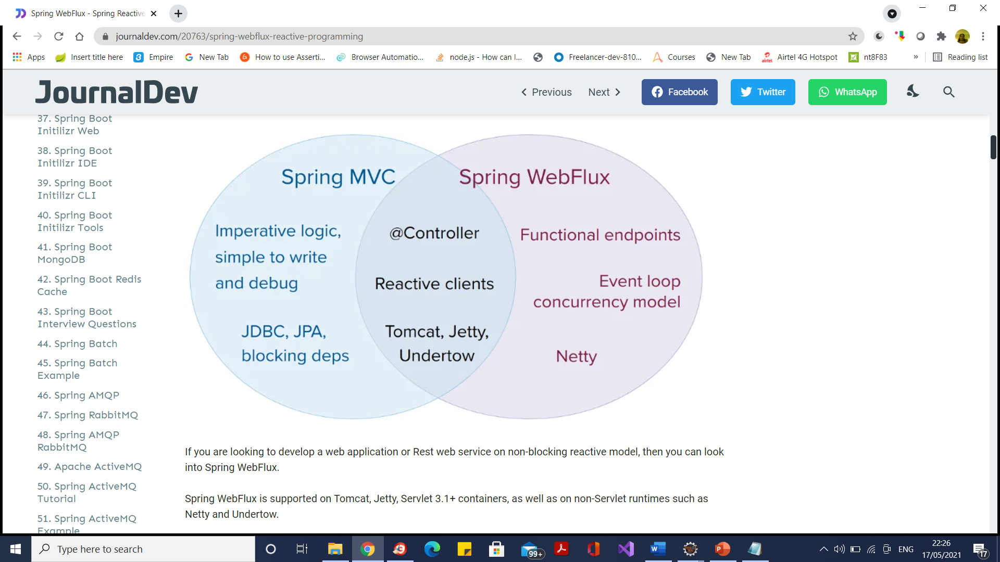 Spring WebFlux - Spring Reactive
journaldev.com/20763/spring-webflux-reactive-programming
Apps Insert title here Empire New Tab How to use Asserti... Browser Automatio... node.js - How can I... Freelancer-dev-810... Courses New Tab Airtel 4G Hotspot nt8F83 » Reading list
JournalDev
Previous Next Facebook Twitter WhatsApp
37. Spring Boot
Initilizr Web
38. Spring Boot
Initilizr IDE
39. Spring Boot
Initilizr CLI
40. Spring Boot
Initilizr Tools
41. Spring Boot
MongoDB
42. Spring Boot Redis
Cache
43. Spring Boot
Interview Questions
44. Spring Batch
45. Spring Batch
Example
46. Spring AMQP
47. Spring RabbitMQ
48. Spring AMQP
RabbitMQ
49. Apache ActiveMQ
50. Spring ActiveMQ
Tutorial
51. Spring ActiveMQ
Example
Spring MVC
Imperative logic,
simple to write
and debug
JDBC, JPA,
blocking deps
@Controller
Reactive clients
Tomcat, Jetty,
Undertow
Spring WebFlux
Functional endpoints
Event loop
concurrency model
Netty
If you are looking to develop a web application or Rest web service on non-blocking reactive model, then you can look
into Spring WebFlux.
Spring WebFlux is supported on Tomcat, Jetty, Servlet 3.1+ containers, as well as on non-Servlet runtimes such as
Netty and Undertow.
Type here to search
99+
ENG
22:26
17/05/2021
17